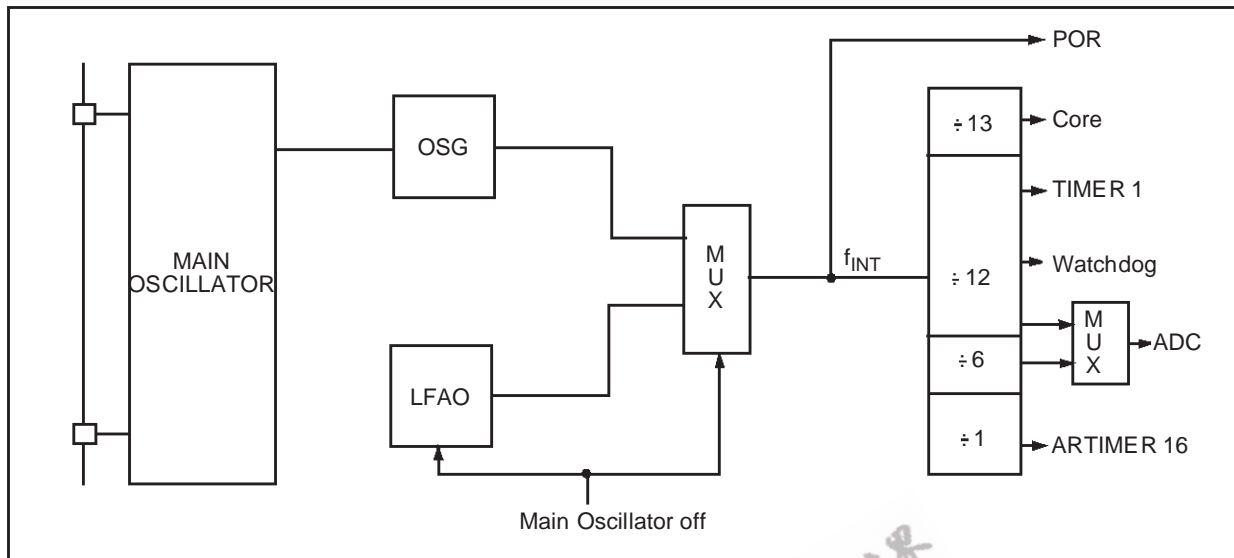 POR
÷13
Core
OSG
TIMER 1
MAIN
OSCILLATOR
M
U
X
fINT
÷12
Watchdog
M
U
X
ADC
÷6
LFAO
÷1
ARTIMER 16
Main Oscillator off